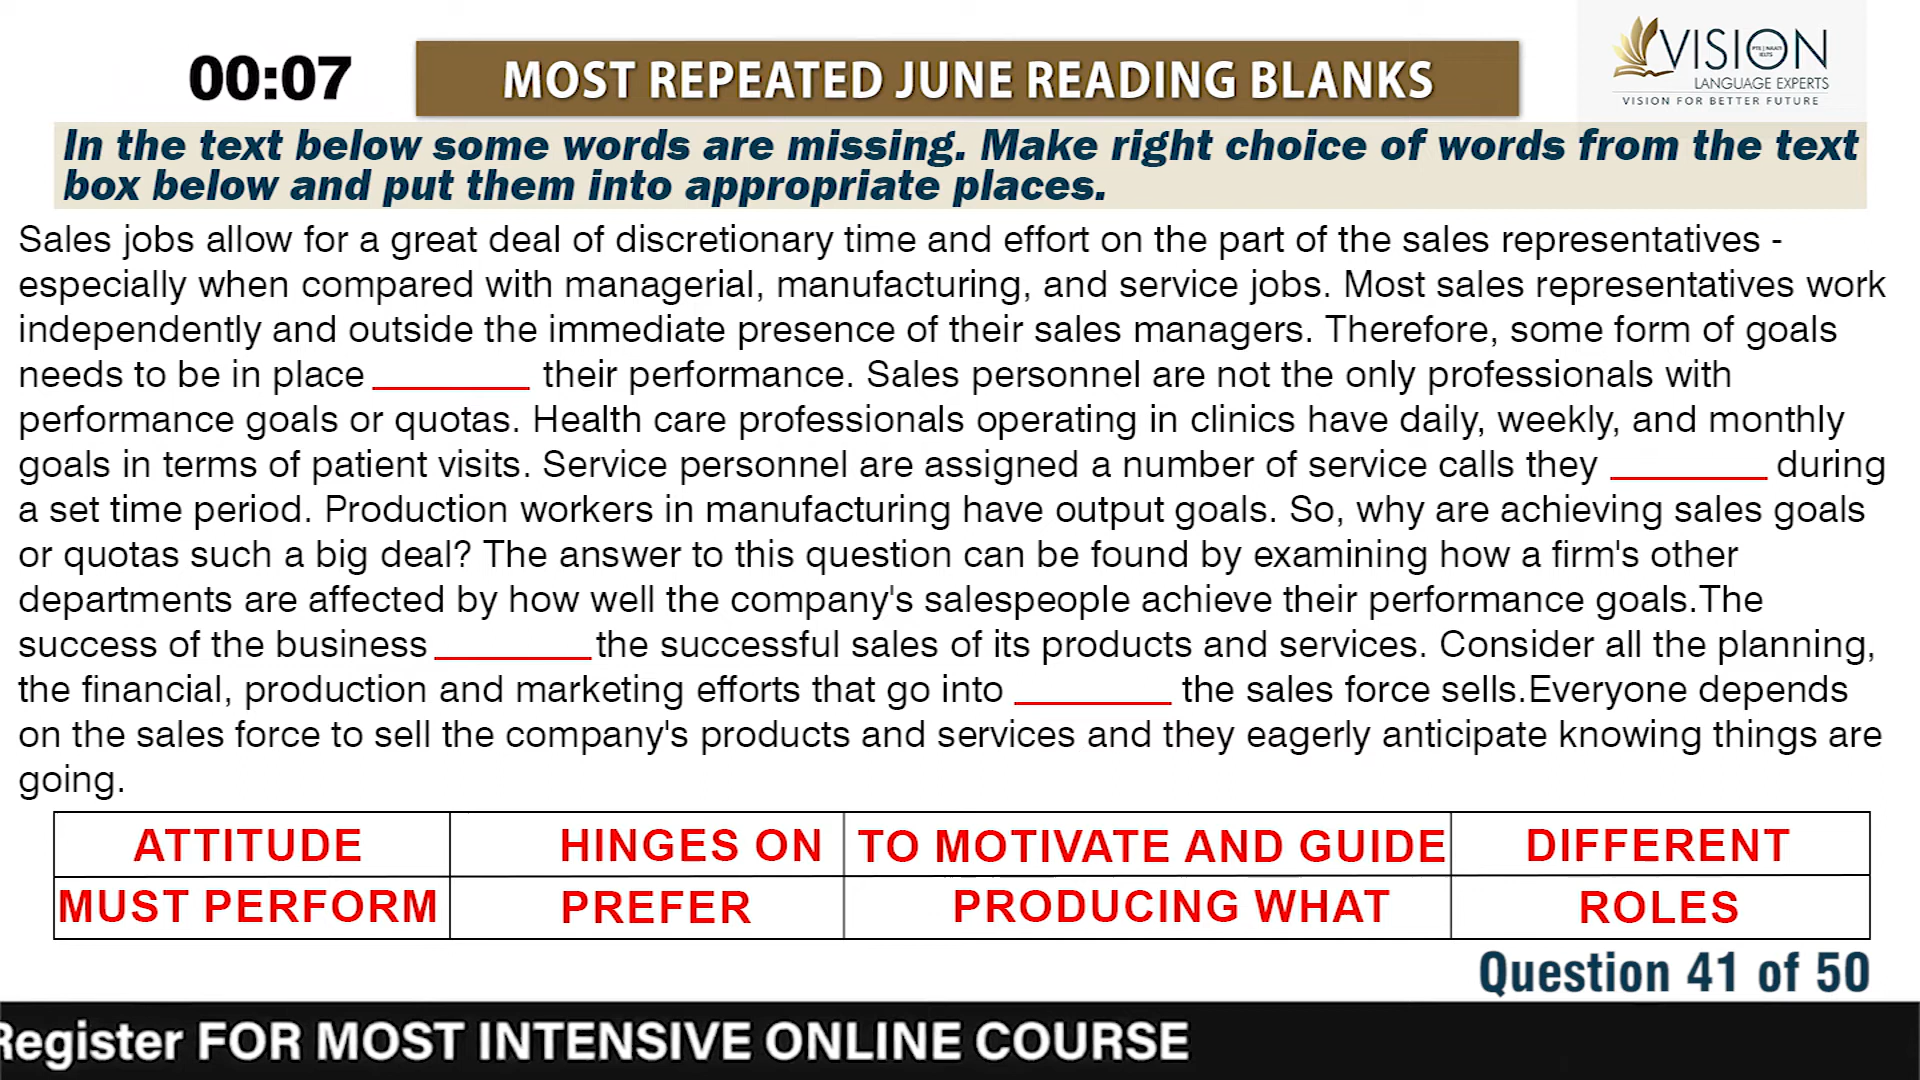 00:07
MOST REPEATED JUNE READING BLANKS
VISION
PTE | NAATI
IELTS
LANGUAGE EXPERTS
VISION FOR BETTER FUTURE
In the text below some words are missing. Make right choice of words from the text
box below and put them into appropriate places.
Sales jobs allow for a great deal of discretionary time and effort on the part of the sales representatives -
especially when compared with managerial, manufacturing, and service jobs. Most sales representatives work
independently and outside the immediate presence of their sales managers. Therefore, some form of goals
needs to be in place ________ their performance. Sales personnel are not the only professionals with
performance goals or quotas. Health care professionals operating in clinics have daily, weekly, and monthly
goals in terms of patient visits. Service personnel are assigned a number of service calls they ________ during
a set time period. Production workers in manufacturing have output goals. So, why are achieving sales goals
or quotas such a big deal? The answer to this question can be found by examining how a firm's other
departments are affected by how well the company's salespeople achieve their performance goals.The
success of the business ________ the successful sales of its products and services. Consider all the planning,
the financial, production and marketing efforts that go into ________ the sales force sells.Everyone depends
on the sales force to sell the company's products and services and they eagerly anticipate knowing things are
going.
ATTITUDE HINGES ON TO MOTIVATE AND GUIDE DIFFERENT
MUST PERFORM PREFER PRODUCING WHAT ROLES
Question 41 of 50
Register FOR MOST INTENSIVE ONLINE COURSE